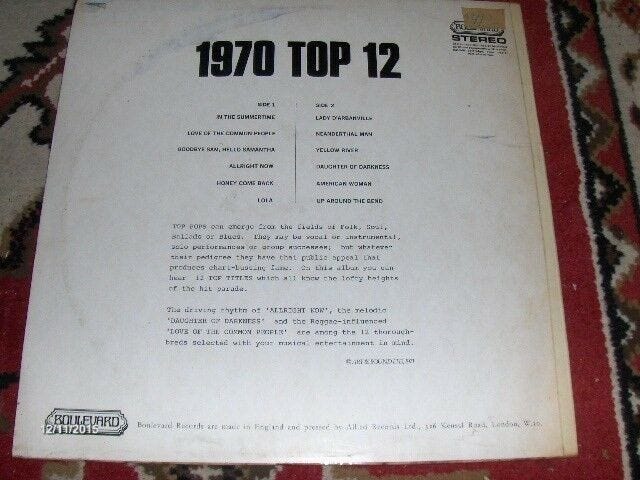 STEREO
1970 TOP 12
SIDE 1
IN THE SUMMERTIME
LOVE OF THE COMMON PEOPLE
GOODBYE SAM, HELLO SAMANTHA
ALLRIGHT NOW
HONEY COME BACK
LOLA
SIDE 2
LADY D'ARBANVILLE
NEANDERTHAL MAN
YELLOW RIVER
DAUGHTER OF DARKNESS
AMERICAN WOMAN
UP AROUND THE BEND
TOP POPS can emerge from the fields of Folk, Soul,
Ballads or Blues. They may be vocal or instrumental,
solo performances or group successes; but whatever
their pedigree they have that public appeal that
produces chart-busting fame. On this album you can
hear 12 TOP TITLES which all know the lofty heights
of the hit parade.
The driving rhythm of 'ALLRIGHT NOW', the melodic
'DAUGHTER OF DARKNESS' and the Reggae-influenced
'LOVE OF THE COMMON PEOPLE' are among the 12 thorough-
breds selected with your musical entertainment in mind.
BOULEVARD
Boulevard Records are made in England and pressed by Allied Records Ltd., 326 Kensal Road, London, W.10.
12/11/2015